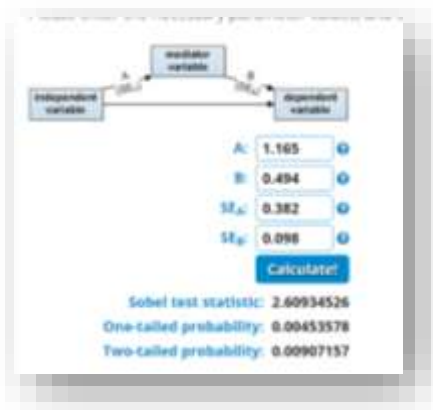 mediator
variable
A
B
independent
variable
dependent
variable
A: 1.165
B: 0.494
SEA: 0.382
SEB: 0.098
Calculate!
Sobel test statistic: 2.60934526
One-tailed probability: 0.00453578
Two-tailed probability: 0.00907157